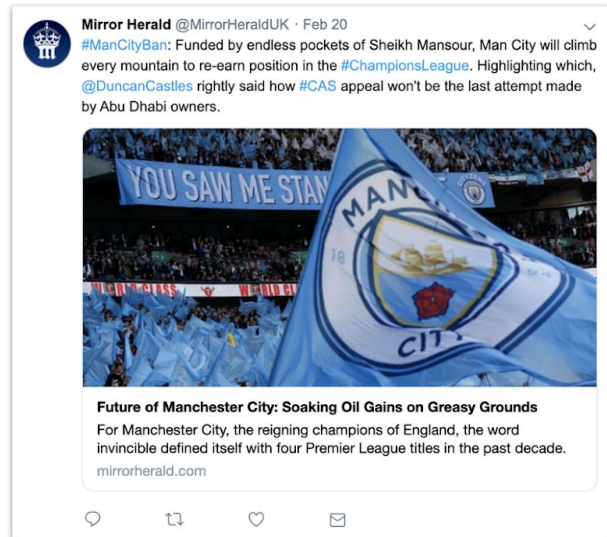 Mirror Herald @MirrorHeraldUK · Feb 20
#ManCityBan: Funded by endless pockets of Sheikh Mansour, Man City will climb
every mountain to re-earn position in the #ChampionsLeague. Highlighting which,
@DuncanCastles rightly said how #CAS appeal won't be the last attempt made
by Abu Dhabi owners.
YOU SAW ME STAN
MANC
18
CITY
Future of Manchester City: Soaking Oil Gains on Greasy Grounds
For Manchester City, the reigning champions of England, the word
invincible defined itself with four Premier League titles in the past decade.
mirrorherald.com